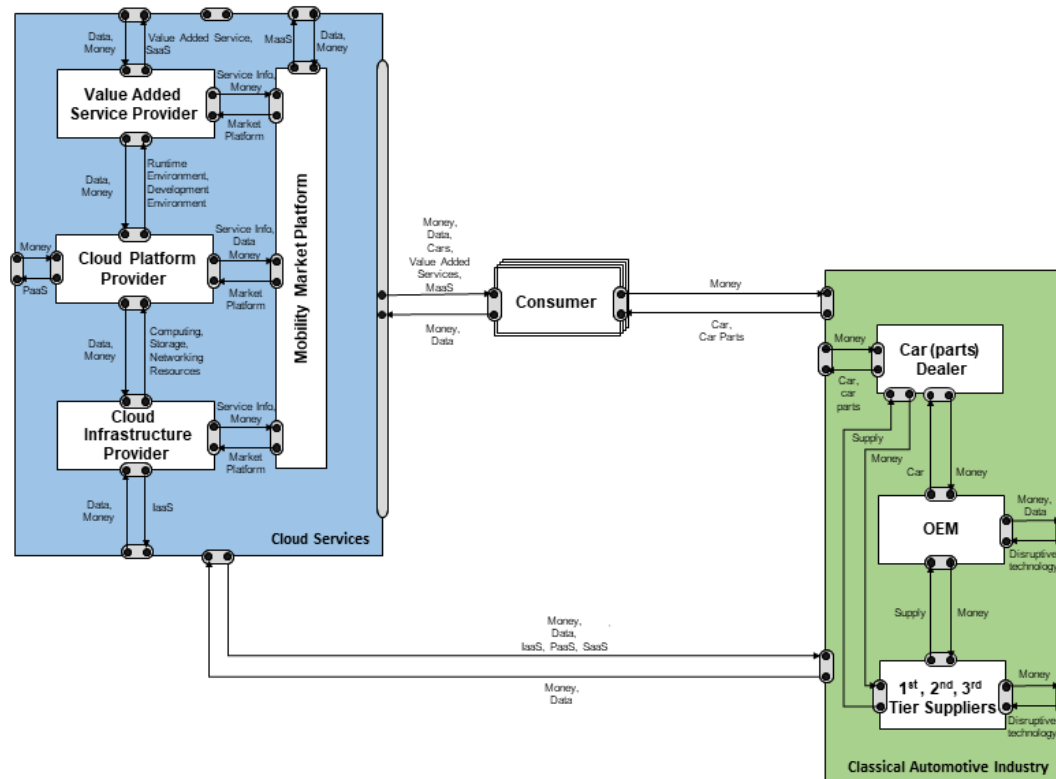 Data,
Money
Value Added Service,
SaaS
MaaS
Data,
Money
Value Added
Service Provider
Service Info,
Money
Market
Platform
Data,
Money
Runtime
Environment,
Development
Environment
Mobility Market Platform
Money
PaaS
Cloud Platform
Provider
Service Info,
Data
Money
Market
Platform
Data,
Money
Computing,
Storage,
Networking
Resources
Cloud
Infrastructure
Provider
Service Info,
Money
Market
Platform
Data,
Money
IaaS
Cloud Services
Money,
Data,
Cars,
Value Added
Services,
MaaS
Money,
Data
Consumer
Money
Car,
Car Parts
Money
Car,
car
parts
Car (parts)
Dealer
Supply
Money
Car
Money
OEM
Money,
Data
Disruptive
technology
Supply
Money
1st, 2nd, 3rd
Tier Suppliers
Money
Disruptive
technology
Classical Automotive Industry
Money,
Data,
IaaS, PaaS, SaaS
Money,
Data